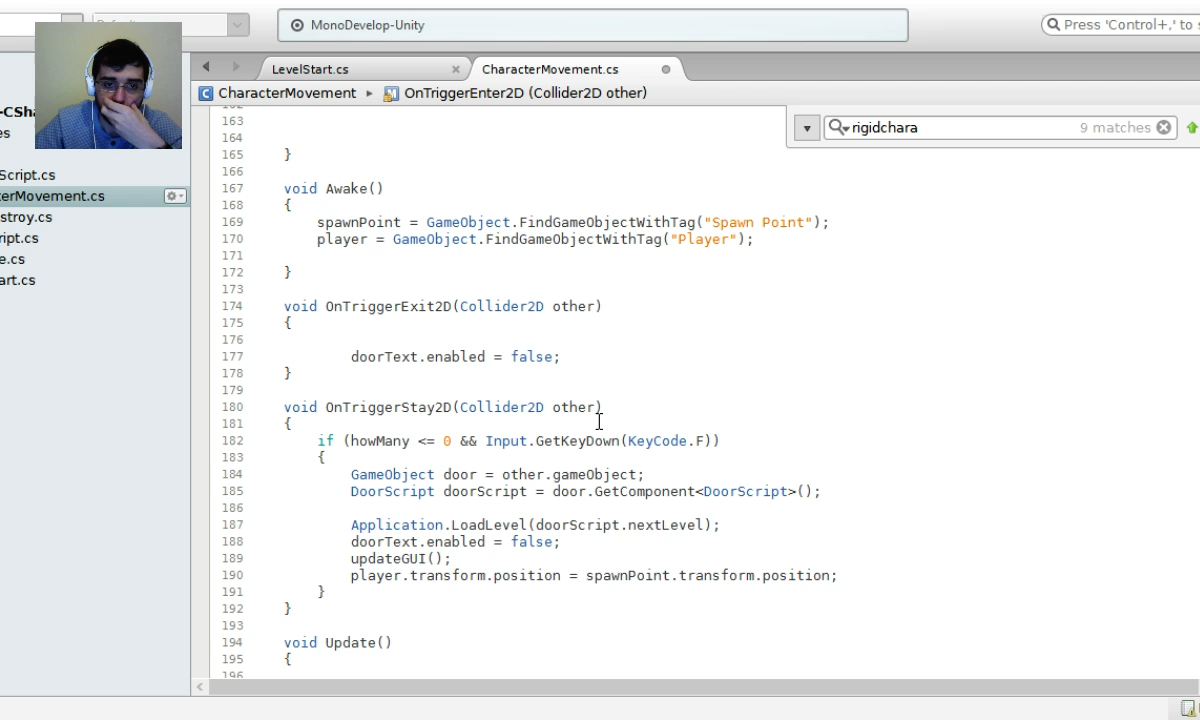 MonoDevelop-Unity
Press 'Control+,' to
LevelStart.cs
CharacterMovement.cs
CharacterMovement
OnTriggerEnter2D (Collider2D other)
-CSha
es
Script.cs
terMovement.cs
stroy.cs
ript.cs
e.cs
art.cs
rigidchara
9 matches
162
163
164
165 }
166
167 void Awake()
168 {
169 spawnPoint = GameObject.FindGameObjectWithTag("Spawn Point");
170 player = GameObject.FindGameObjectWithTag("Player");
171
172 }
173
174 void OnTriggerExit2D(Collider2D other)
175 {
176
177 doorText.enabled = false;
178 }
179
180 void OnTriggerStay2D(Collider2D other)
181 {
182 if (howMany <= 0 && Input.GetKeyDown(KeyCode.F))
183 {
184 GameObject door = other.gameObject;
185 DoorScript doorScript = door.GetComponent<DoorScript>();
186
187 Application.LoadLevel(doorScript.nextLevel);
188 doorText.enabled = false;
189 updateGUI();
190 player.transform.position = spawnPoint.transform.position;
191 }
192 }
193
194 void Update()
195 {
196